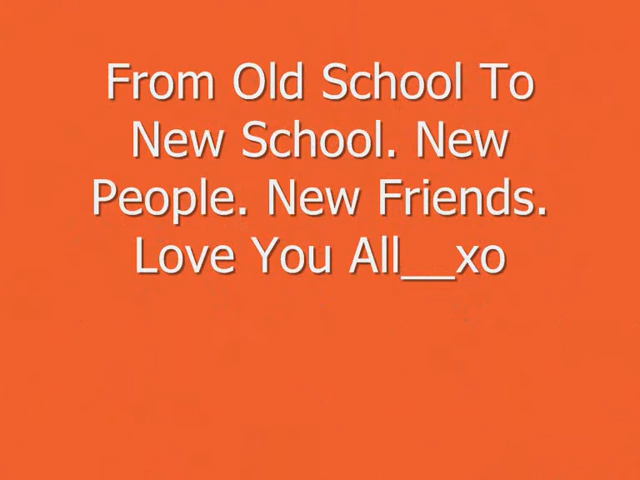 From Old School To
New School. New
People. New Friends.
Love You All__xo